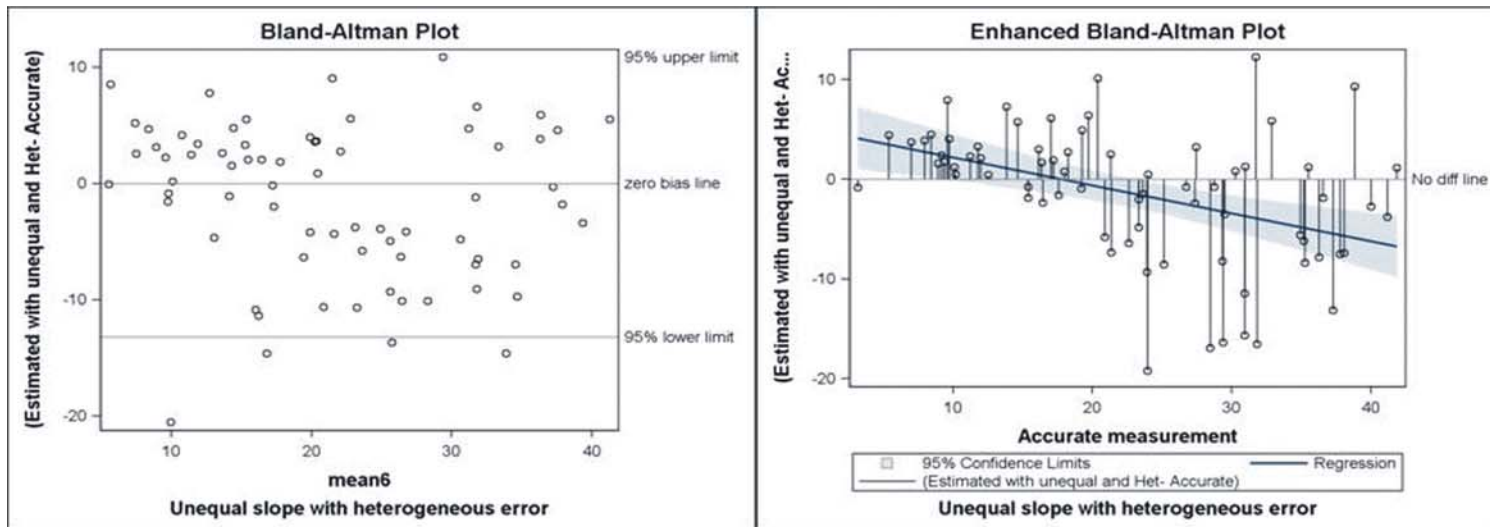 Bland-Altman Plot
(Estimated with unequal and Het- Accurate)
10
0
-10
-20
95% upper limit
zero bias line
95% lower limit
10
20
30
40
mean6
Unequal slope with heterogeneous error
Enhanced Bland-Altman Plot
(Estimated with unequal and Het- Ac...
10
0
-10
-20
No diff line
10
20
30
40
Accurate measurement
95% Confidence Limits
Regression
(Estimated with unequal and Het- Accurate)
Unequal slope with heterogeneous error